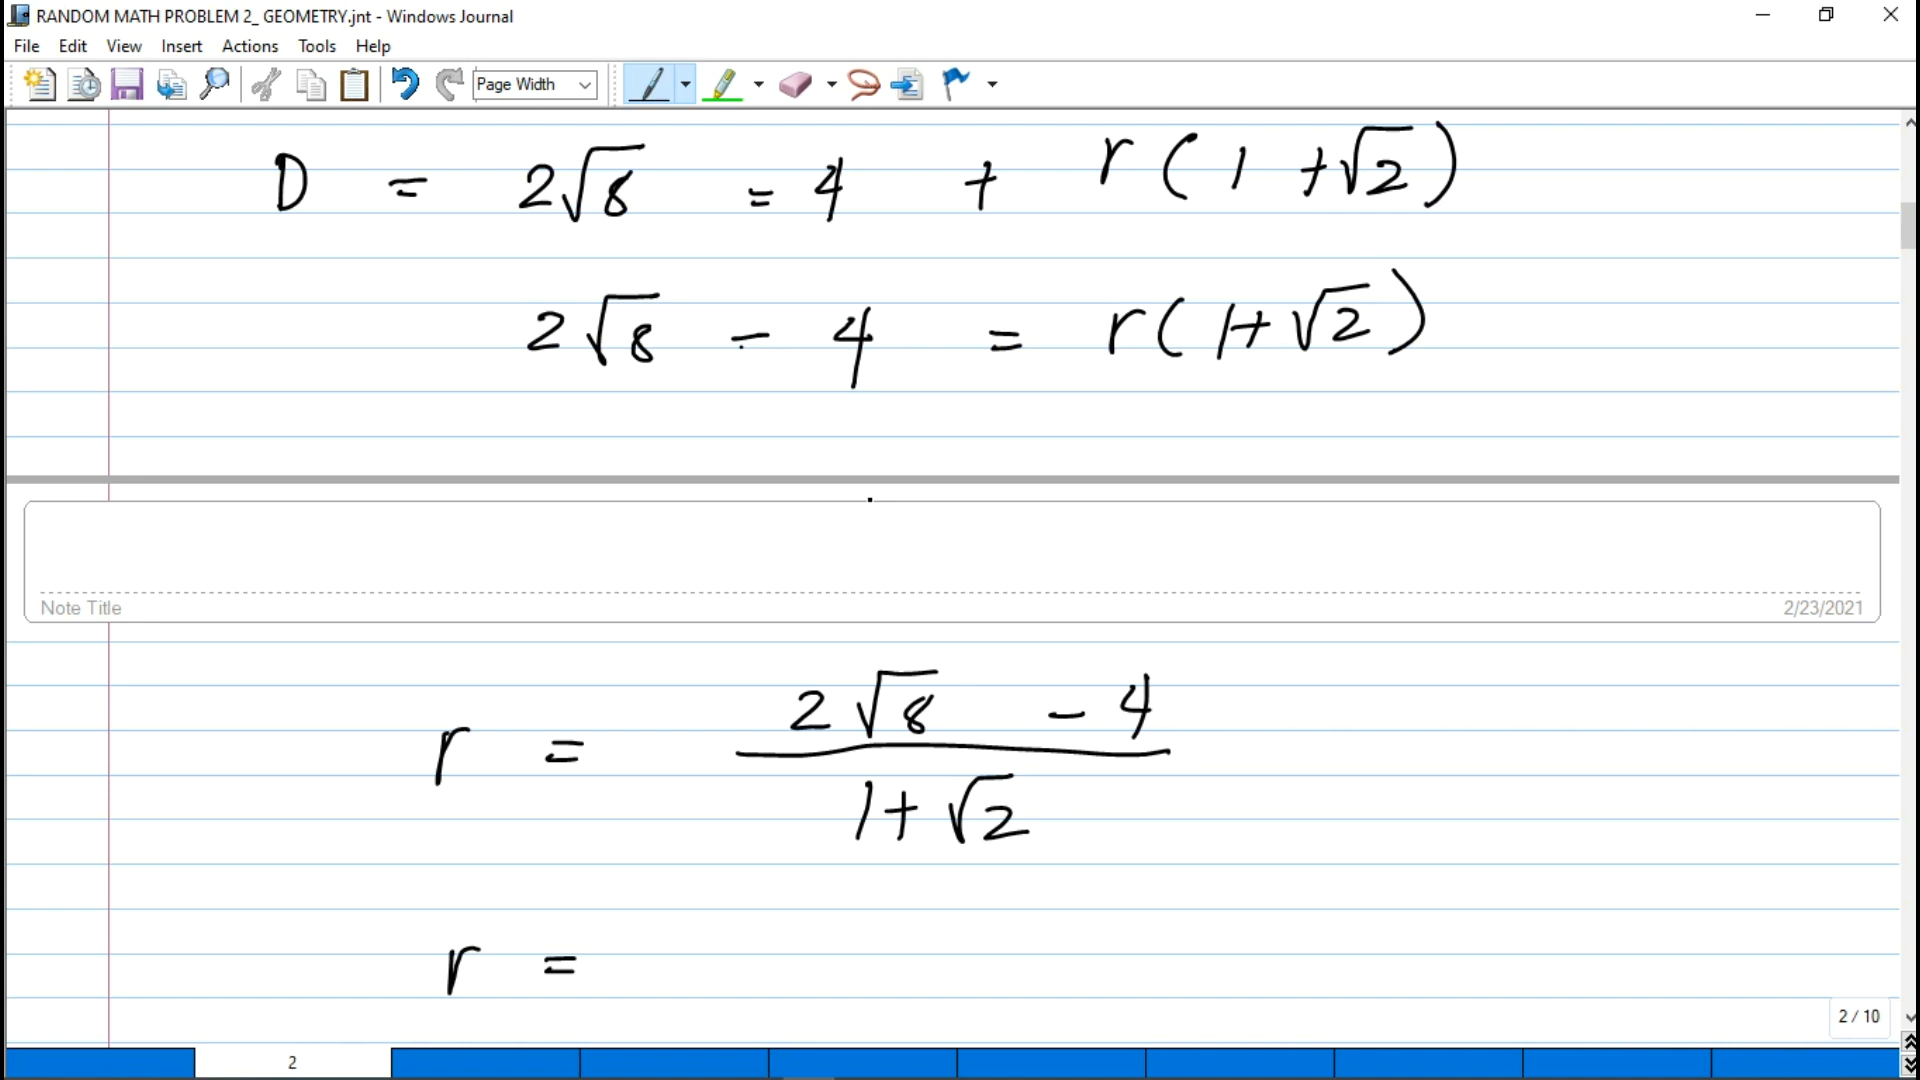 RANDOM MATH PROBLEM 2_ GEOMETRY.jnt - Windows Journal
File Edit View Insert Actions Tools Help
Page Width
D = 2√8 = 4 + r(1+√2)
2√8 - 4 = r(1+√2)
Note Title 2/23/2021
r = (2√8 - 4)/(1+√2)
r =
2 / 10
2